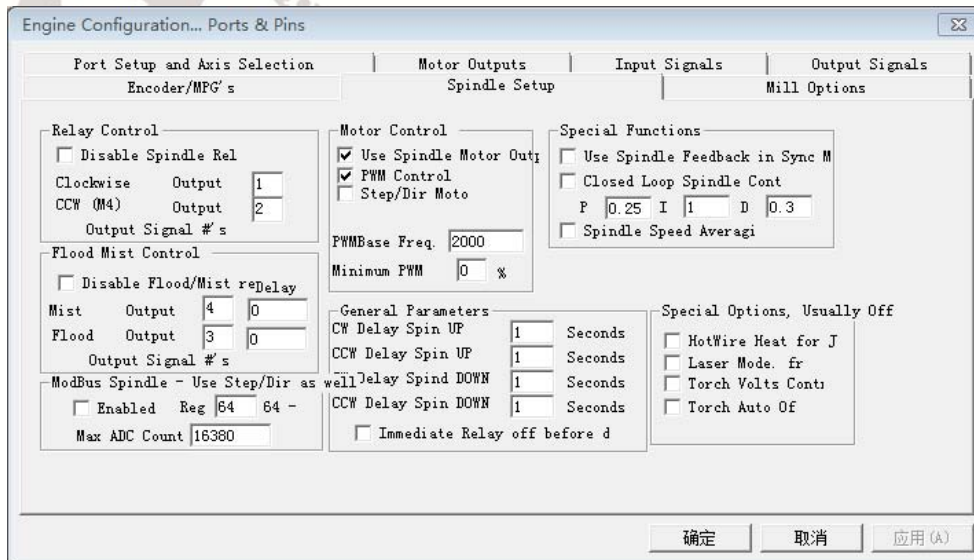 Engine Configuration... Ports & Pins
Port Setup and Axis Selection
Motor Outputs
Input Signals
Output Signals
Encoder/MPG's
Spindle Setup
Mill Options
Relay Control
Disable Spindle Rel
Clockwise Output 1
CCW (M4) Output 2
Output Signal #'s
Flood Mist Control
Disable Flood/Mist re Delay
Mist Output 4 0
Flood Output 3 0
Output Signal #'s
ModBus Spindle - Use Step/Dir as well
Enabled Reg 64 64 -
Max ADC Count 16380
Motor Control
Use Spindle Motor Outp
PWM Control
Step/Dir Moto
PWMBase Freq. 2000
Minimum PWM 0 %
General Parameters
CW Delay Spin UP 1 Seconds
CCW Delay Spin UP 1 Seconds
Delay Spind DOWN 1 Seconds
CCW Delay Spin DOWN 1 Seconds
Immediate Relay off before d
Special Functions
Use Spindle Feedback in Sync M
Closed Loop Spindle Cont
P 0.25 I 1 D 0.3
Spindle Speed Averagi
Special Options, Usually Off
HotWire Heat for J
Laser Mode. fr
Torch Volts Cont
Torch Auto Of
确定
取消
应用(A)